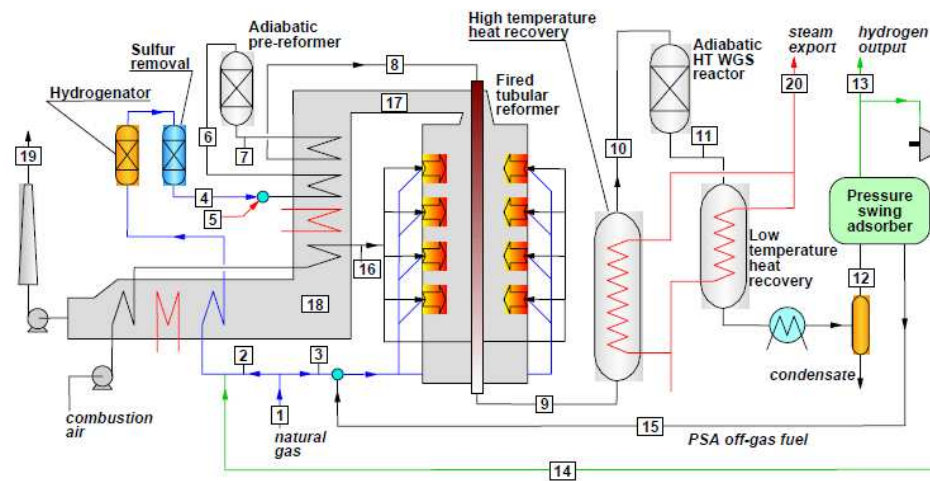 High temperature
heat recovery
steam
export
hydrogen
output
Adiabatic
pre-reformer
Sulfur
removal
Hydrogenator
Adiabatic
HT WGS
reactor
Fired
tubular
reformer
8
17
20
13
6
7
10
11
19
4
5
Pressure
swing
adsorber
Low
temperature
heat
recovery
16
12
18
2
3
condensate
combustion
air
1
natural
gas
9
15
PSA off-gas fuel
14